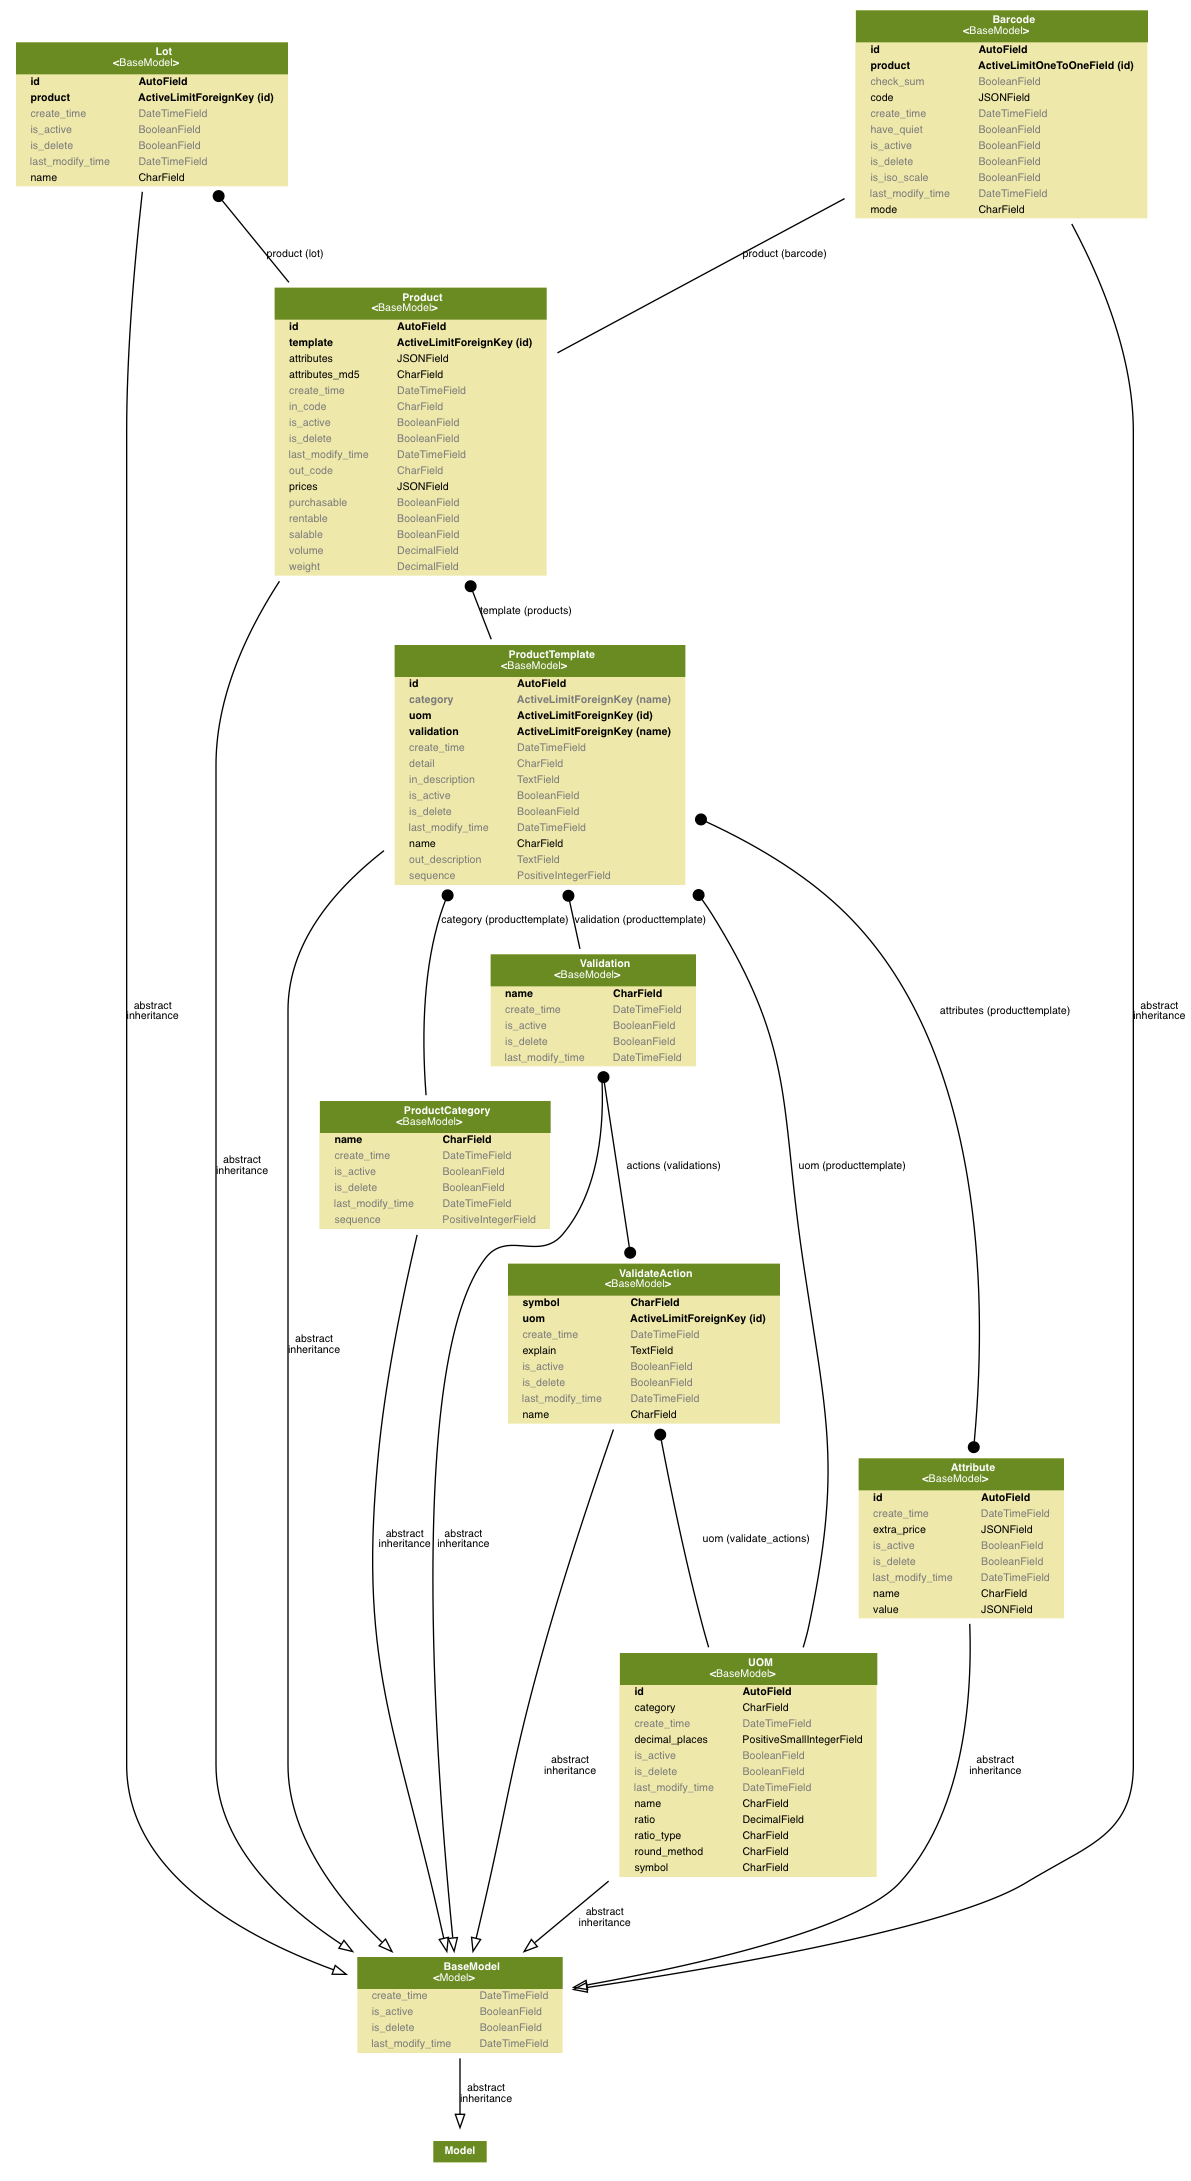 Lot
<BaseModel>
id AutoField
product ActiveLimitForeignKey (id)
create_time DateTimeField
is_active BooleanField
is_delete BooleanField
last_modify_time DateTimeField
name CharField
Barcode
<BaseModel>
id AutoField
product ActiveLimitOneToOneField (id)
check_sum BooleanField
code JSONField
create_time DateTimeField
have_quiet BooleanField
is_active BooleanField
is_delete BooleanField
is_iso_scale BooleanField
last_modify_time DateTimeField
mode CharField
product (lot)
product (barcode)
Product
<BaseModel>
id AutoField
template ActiveLimitForeignKey (id)
attributes JSONField
attributes_md5 CharField
create_time DateTimeField
in_code CharField
is_active BooleanField
is_delete BooleanField
last_modify_time DateTimeField
out_code CharField
prices JSONField
purchasable BooleanField
rentable BooleanField
salable BooleanField
volume DecimalField
weight DecimalField
template (products)
ProductTemplate
<BaseModel>
id AutoField
category ActiveLimitForeignKey (name)
uom ActiveLimitForeignKey (id)
validation ActiveLimitForeignKey (name)
create_time DateTimeField
detail CharField
in_description TextField
is_active BooleanField
is_delete BooleanField
last_modify_time DateTimeField
name CharField
out_description TextField
sequence PositiveIntegerField
category (producttemplate)
validation (producttemplate)
Validation
<BaseModel>
name CharField
create_time DateTimeField
is_active BooleanField
is_delete BooleanField
last_modify_time DateTimeField
abstract
inheritance
attributes (producttemplate)
abstract
inheritance
ProductCategory
<BaseModel>
name CharField
create_time DateTimeField
is_active BooleanField
is_delete BooleanField
last_modify_time DateTimeField
sequence PositiveIntegerField
abstract
inheritance
actions (validations)
uom (producttemplate)
ValidateAction
<BaseModel>
symbol CharField
uom ActiveLimitForeignKey (id)
create_time DateTimeField
explain TextField
is_active BooleanField
is_delete BooleanField
last_modify_time DateTimeField
name CharField
abstract
inheritance
Attribute
<BaseModel>
id AutoField
create_time DateTimeField
extra_price JSONField
is_active BooleanField
is_delete BooleanField
last_modify_time DateTimeField
name CharField
value JSONField
abstract
inheritance
abstract
inheritance
uom (validate_actions)
UOM
<BaseModel>
id AutoField
category CharField
create_time DateTimeField
decimal_places PositiveSmallIntegerField
is_active BooleanField
is_delete BooleanField
last_modify_time DateTimeField
name CharField
ratio DecimalField
ratio_type CharField
round_method CharField
symbol CharField
abstract
inheritance
abstract
inheritance
abstract
inheritance
BaseModel
<Model>
create_time DateTimeField
is_active BooleanField
is_delete BooleanField
last_modify_time DateTimeField
abstract
inheritance
Model